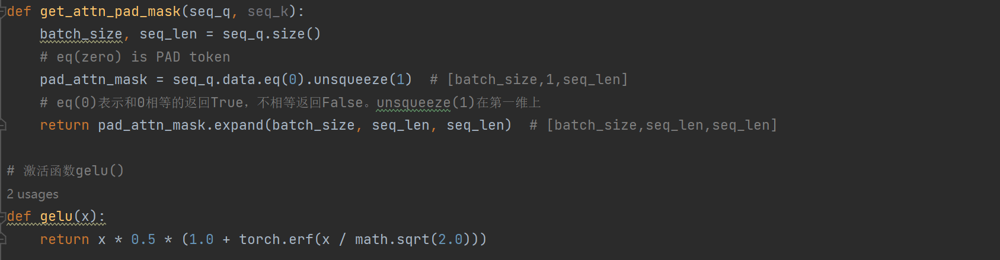 def get_attn_pad_mask(seq_q, seq_k):
    batch_size, seq_len = seq_q.size()
    # eq(zero) is PAD token
    pad_attn_mask = seq_q.data.eq(0).unsqueeze(1)  # [batch_size,1,seq_len]
    # eq(0)表示和0相等的返回True，不相等返回False。unsqueeze(1)在第一维上
    return pad_attn_mask.expand(batch_size, seq_len, seq_len)  # [batch_size,seq_len,seq_len]

# 激活函数gelu()
2 usages
def gelu(x):
    return x * 0.5 * (1.0 + torch.erf(x / math.sqrt(2.0)))